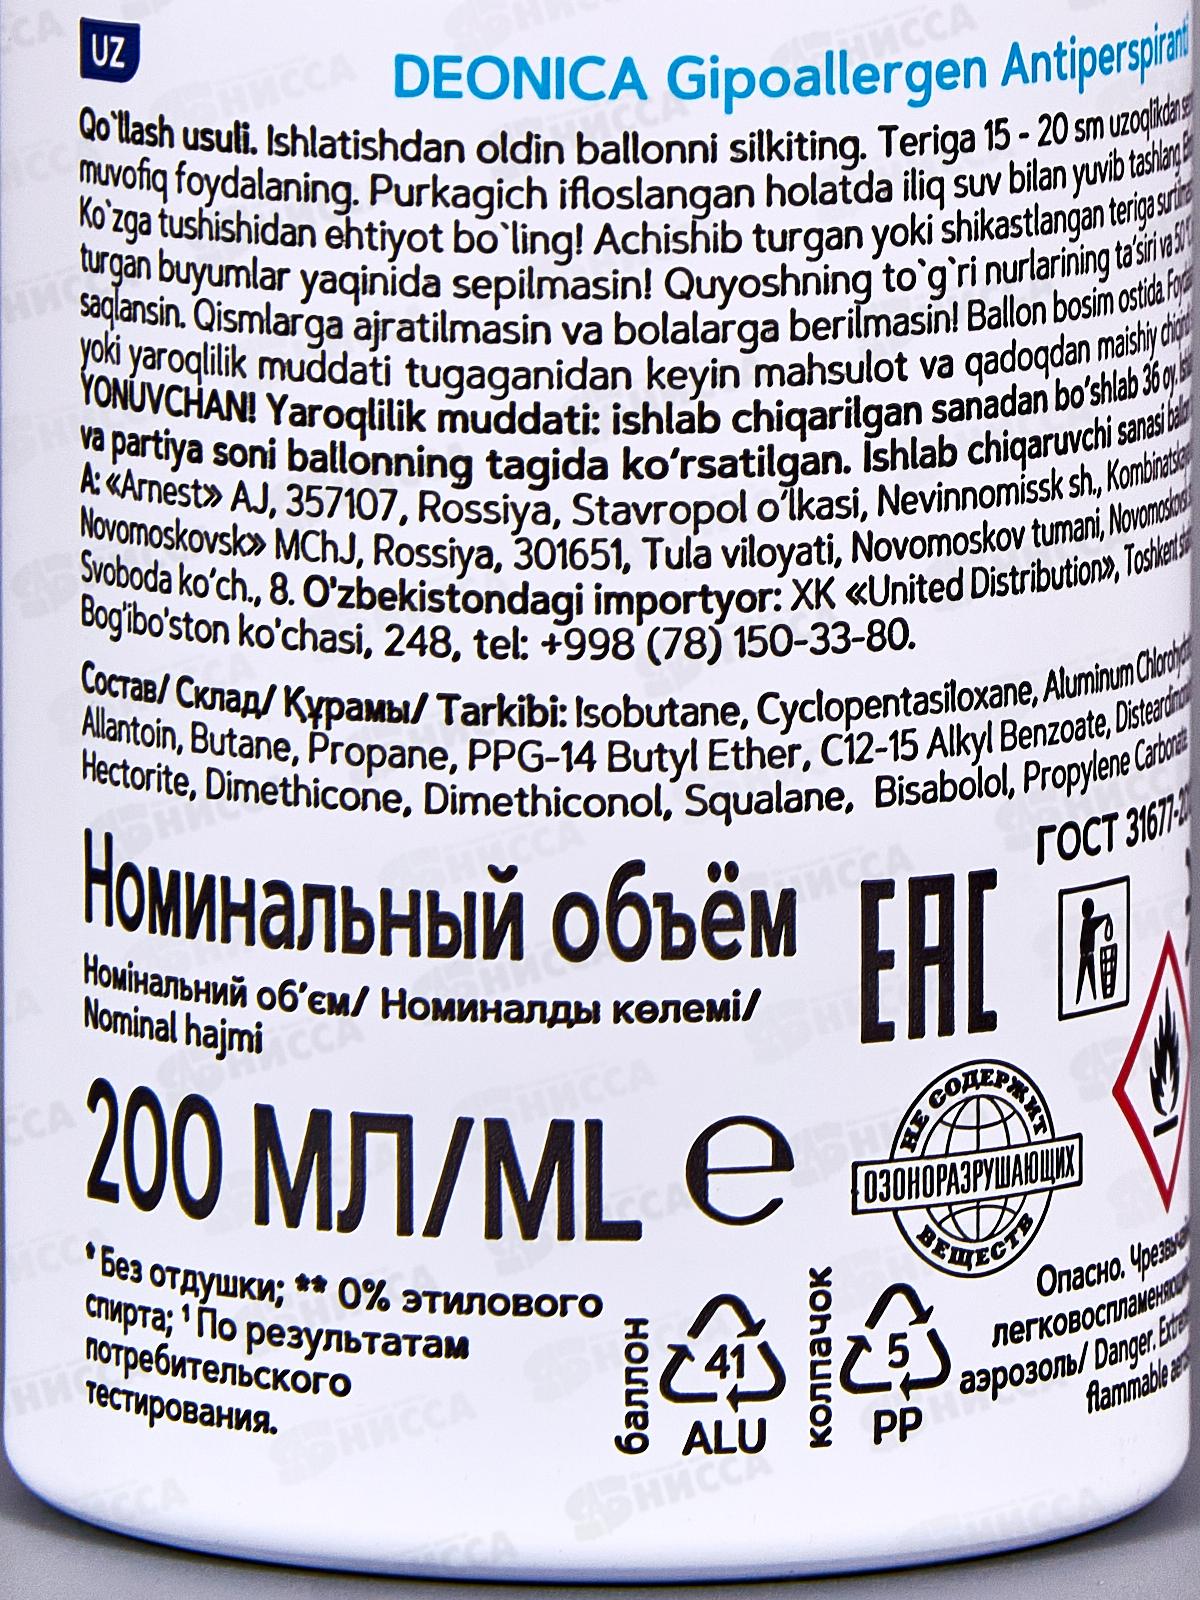 UZ
DEONICA Gipoallergen Antiperspiranti
Qo`llash usuli. Ishlatishdan oldin ballonni silkiting. Teriga 15 - 20 sm uzoqlikdan
muvofiq foydalaning. Purkagich ifloslangan holatda iliq suv bilan yuvib tashlang.
Ko`zga tushishidan ehtiyot bo`ling! Achishib turgan yoki shikastlangan teriga
turgan buyumlar yaqinida sepilmasin! Quyoshning to`g`ri nurlarining ta’siri va 50
saqlansin. Qismlarga ajratilmasin va bolalarga berilmasin! Ballon bosim ostida.
yoki yaroqlilik muddati tugaganidan keyin mahsulot va qadoqdan maishiy
YONUVCHAN! Yaroqlilik muddati: ishlab chiqarilgan sanadan bo‘shlab 36 oy.
va partiya soni ballonning tagida ko‘rsatilgan. Ishlab chiqaruvchi sanasi
A: «Arnest» AJ, 357107, Rossiya, Stavropol o‘lkasi, Nevinnomissk sh.,
Novomoskovsk» MChJ, Rossiya, 301651, Tula viloyati, Novomoskov tumani,
Svoboda ko‘ch., 8. O'zbekistondagi importyor: XK «United Distribution», Toshkent
Bog'ibo'ston ko'chasi, 248, tel: +998 (78) 150-33-80.
Состав/ Склад/ Құрамы/ Tarkibi: Isobutane, Cyclopentasiloxane, Aluminum
Allantoin, Butane, Propane, PPG-14 Butyl Ether, C12-15 Alkyl Benzoate,
Hectorite, Dimethicone, Dimethiconol, Squalane, Bisabolol, Propylene Carbonate.
ГОСТ 31677-
Номинальный объём
EAC
Номінальний об’єм/ Номиналды көлемі/
Nominal hajmi
200 МЛ/ML e
НЕ СОДЕРЖИТ
ОЗОНОРАЗРУШАЮЩИХ
ВЕЩЕСТВ
* Без отдушки; ** 0% этилового
спирта; ¹ По результатам
потребительского
тестирования.
баллон
41
ALU
колпачок
5
PP
Опасно.
аэрозоль/ Danger.
flammable